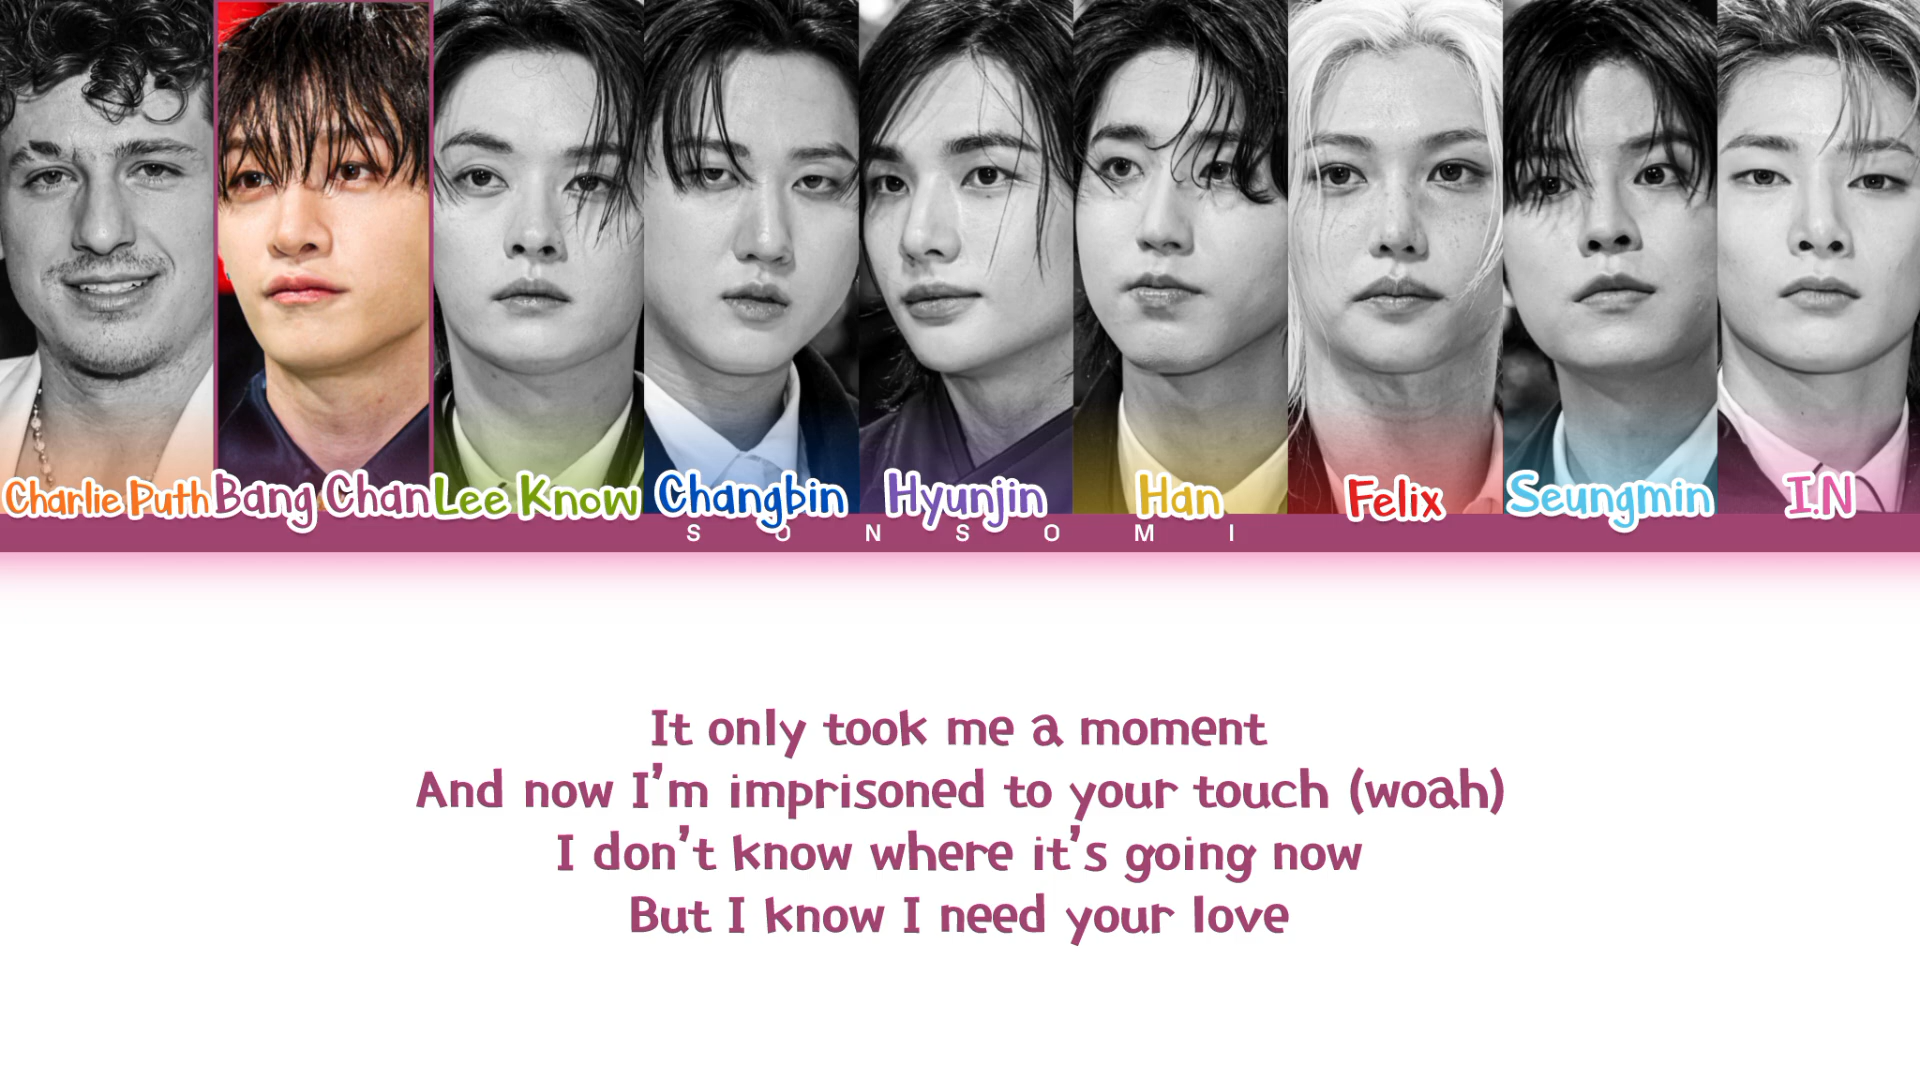 Charlie Puth Bang Chan Lee Know Changbin Hyunjin Han Felix Seungmin I.N
SONSOMI
It only took me a moment
And now I'm imprisoned to your touch (woah)
I don't know where it's going now
But I know I need your love